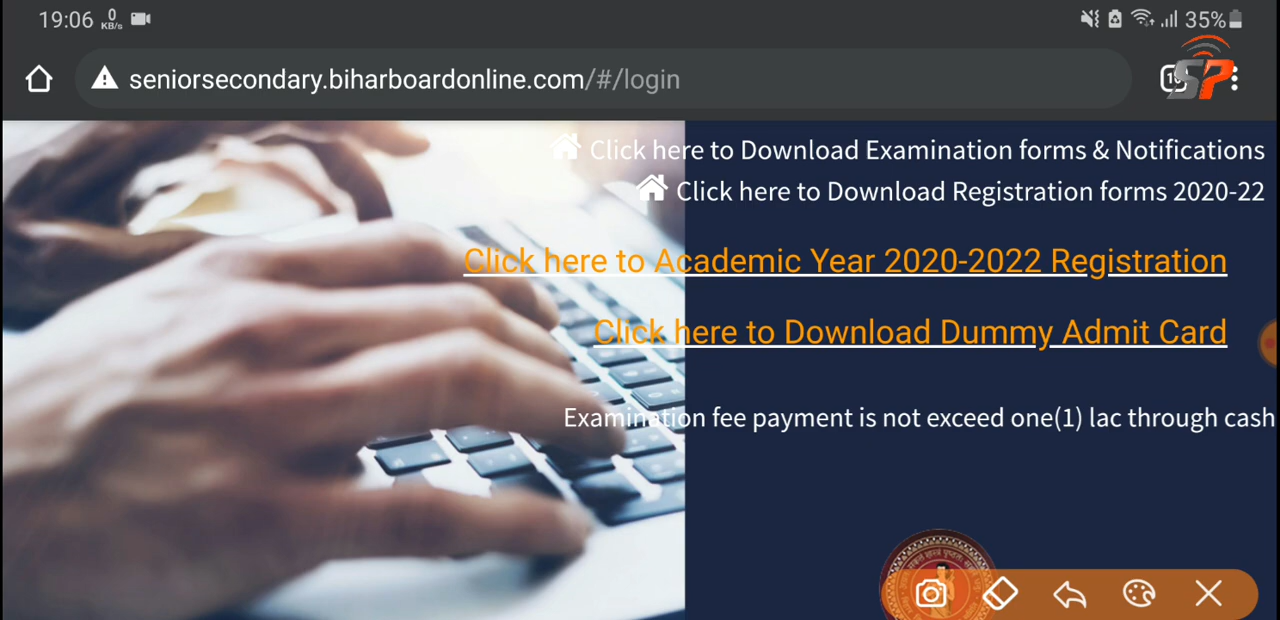 19:06 0 KB/s 35%
seniorsecondary.biharboardonline.com/#/login
SP
Click here to Download Examination forms & Notifications
Click here to Download Registration forms 2020-22
Click here to Academic Year 2020-2022 Registration
Click here to Download Dummy Admit Card
Examination fee payment is not exceed one(1) lac through cash